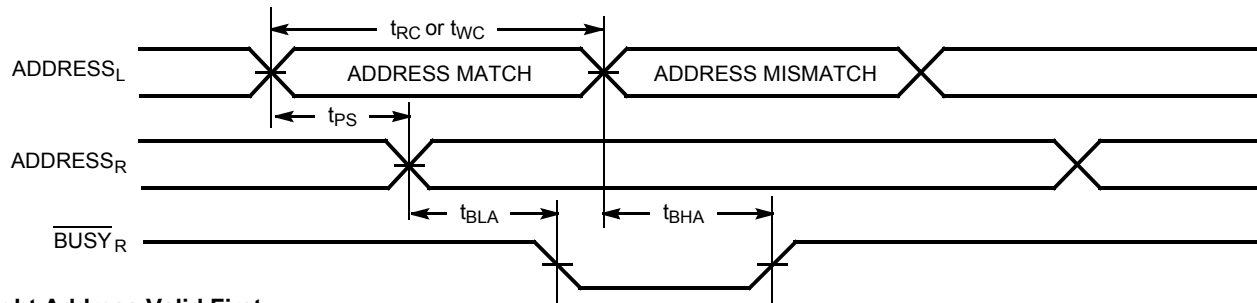 tRC or tWC
ADDRESSL
ADDRESS MATCH
ADDRESS MISMATCH
tPS
ADDRESSR
tBLA
tBHA
BUSYR